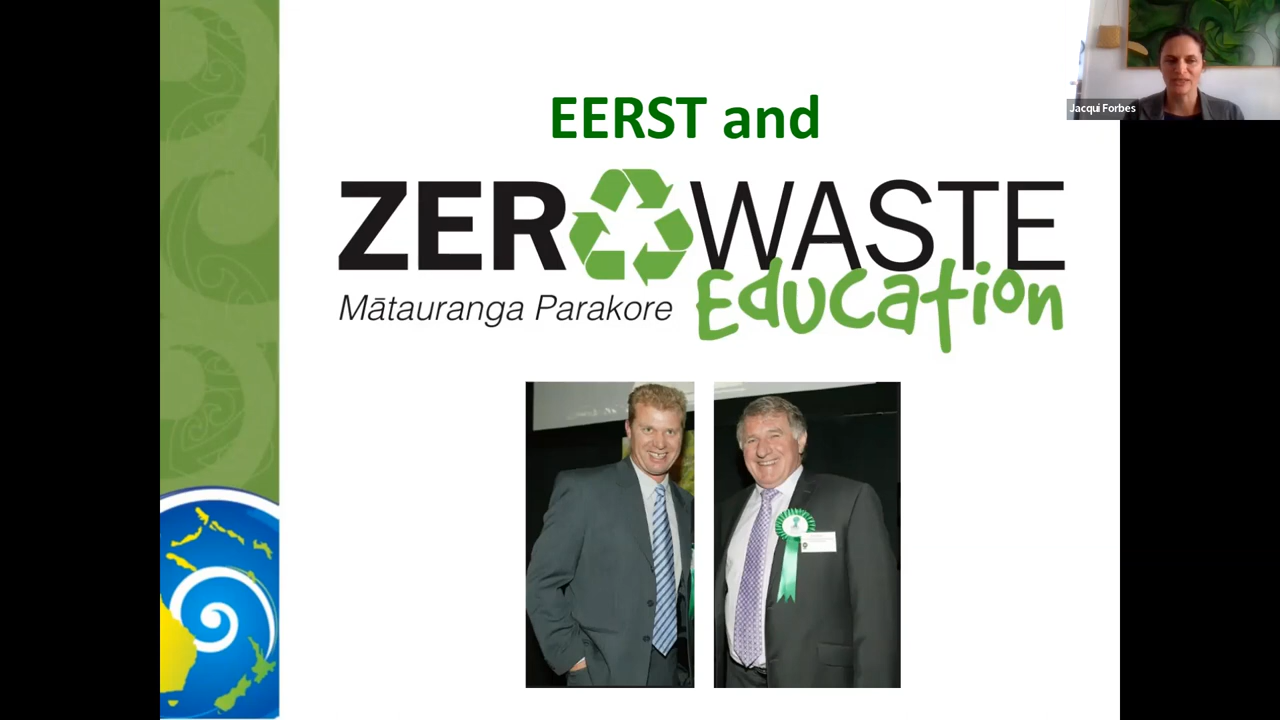 Jacqui Forbes
EERST and
ZERO WASTE
Education
Mātauranga Parakore